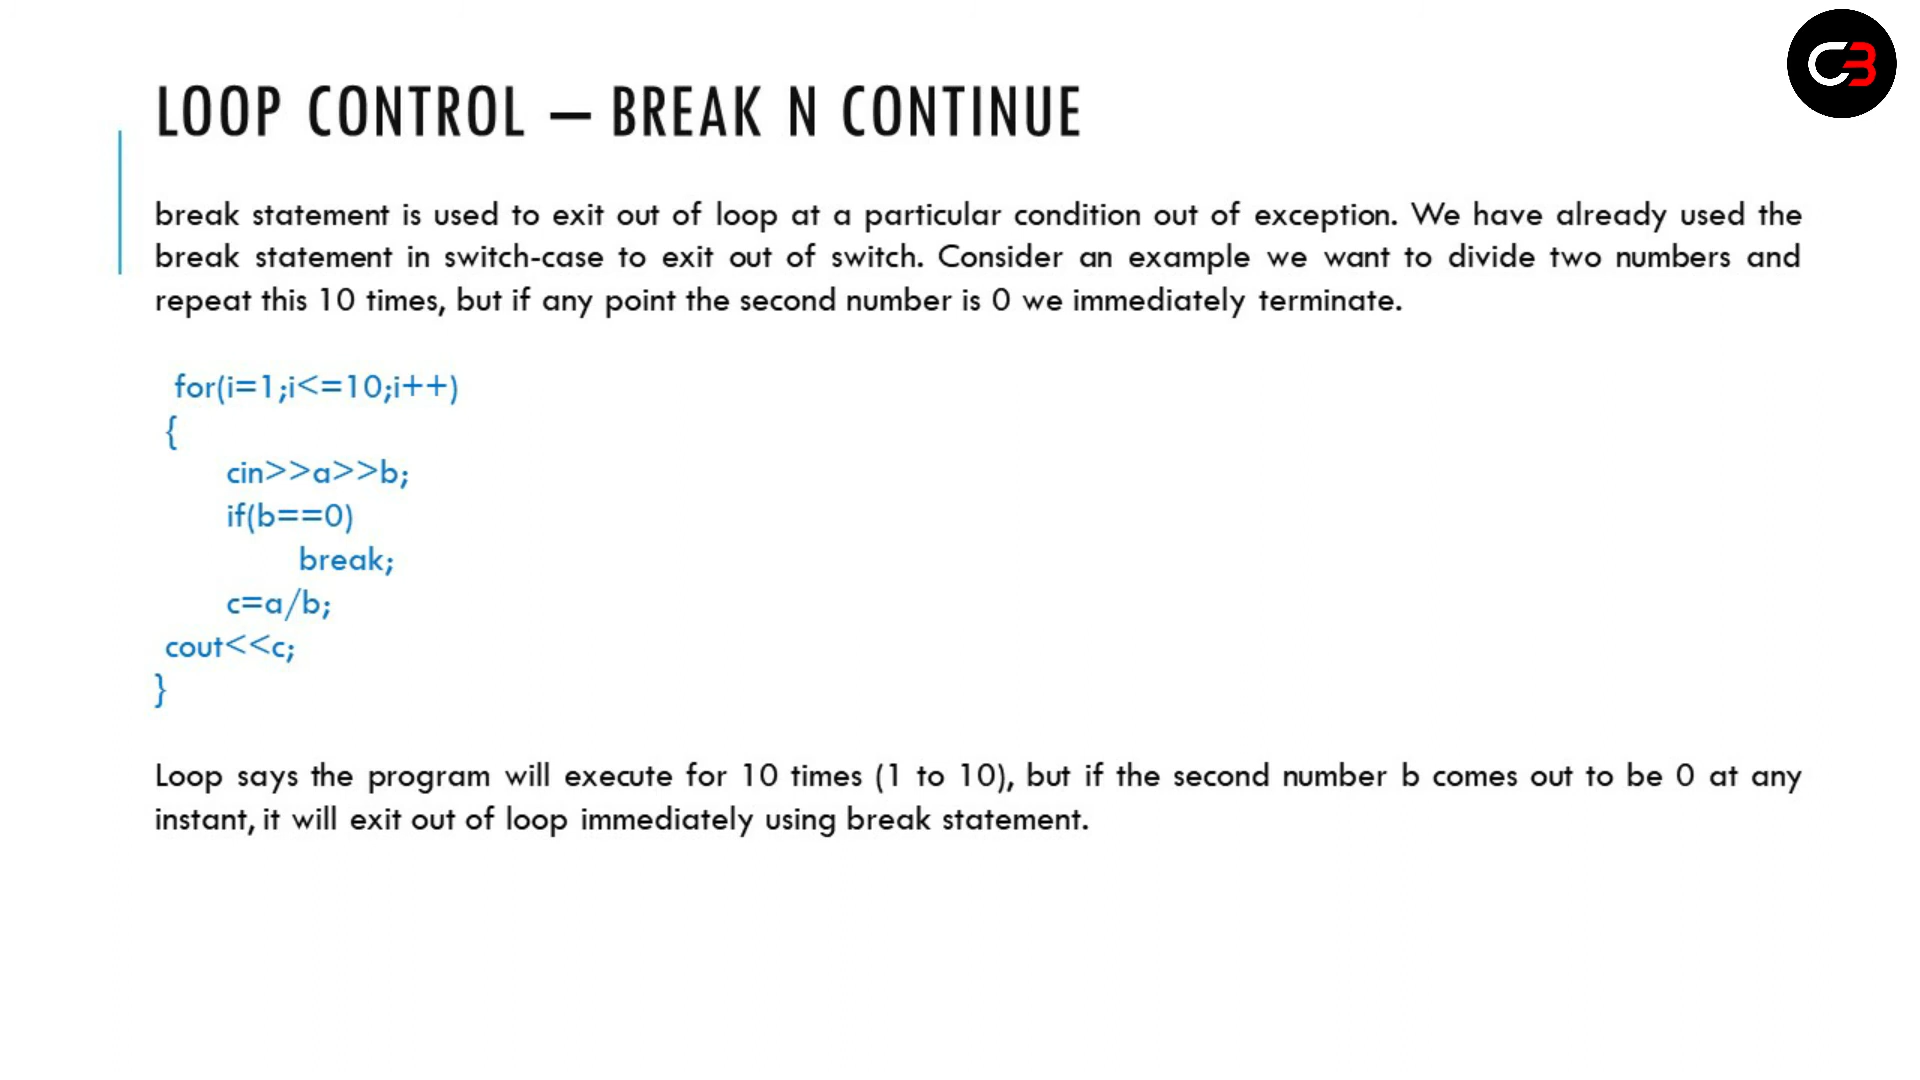 CB
LOOP CONTROL – BREAK N CONTINUE
break statement is used to exit out of loop at a particular condition out of exception. We have already used the
break statement in switch-case to exit out of switch. Consider an example we want to divide two numbers and
repeat this 10 times, but if any point the second number is 0 we immediately terminate.
for(i=1;i<=10;i++)
{
cin>>a>>b;
if(b==0)
break;
c=a/b;
cout<<c;
}
Loop says the program will execute for 10 times (1 to 10), but if the second number b comes out to be 0 at any
instant, it will exit out of loop immediately using break statement.